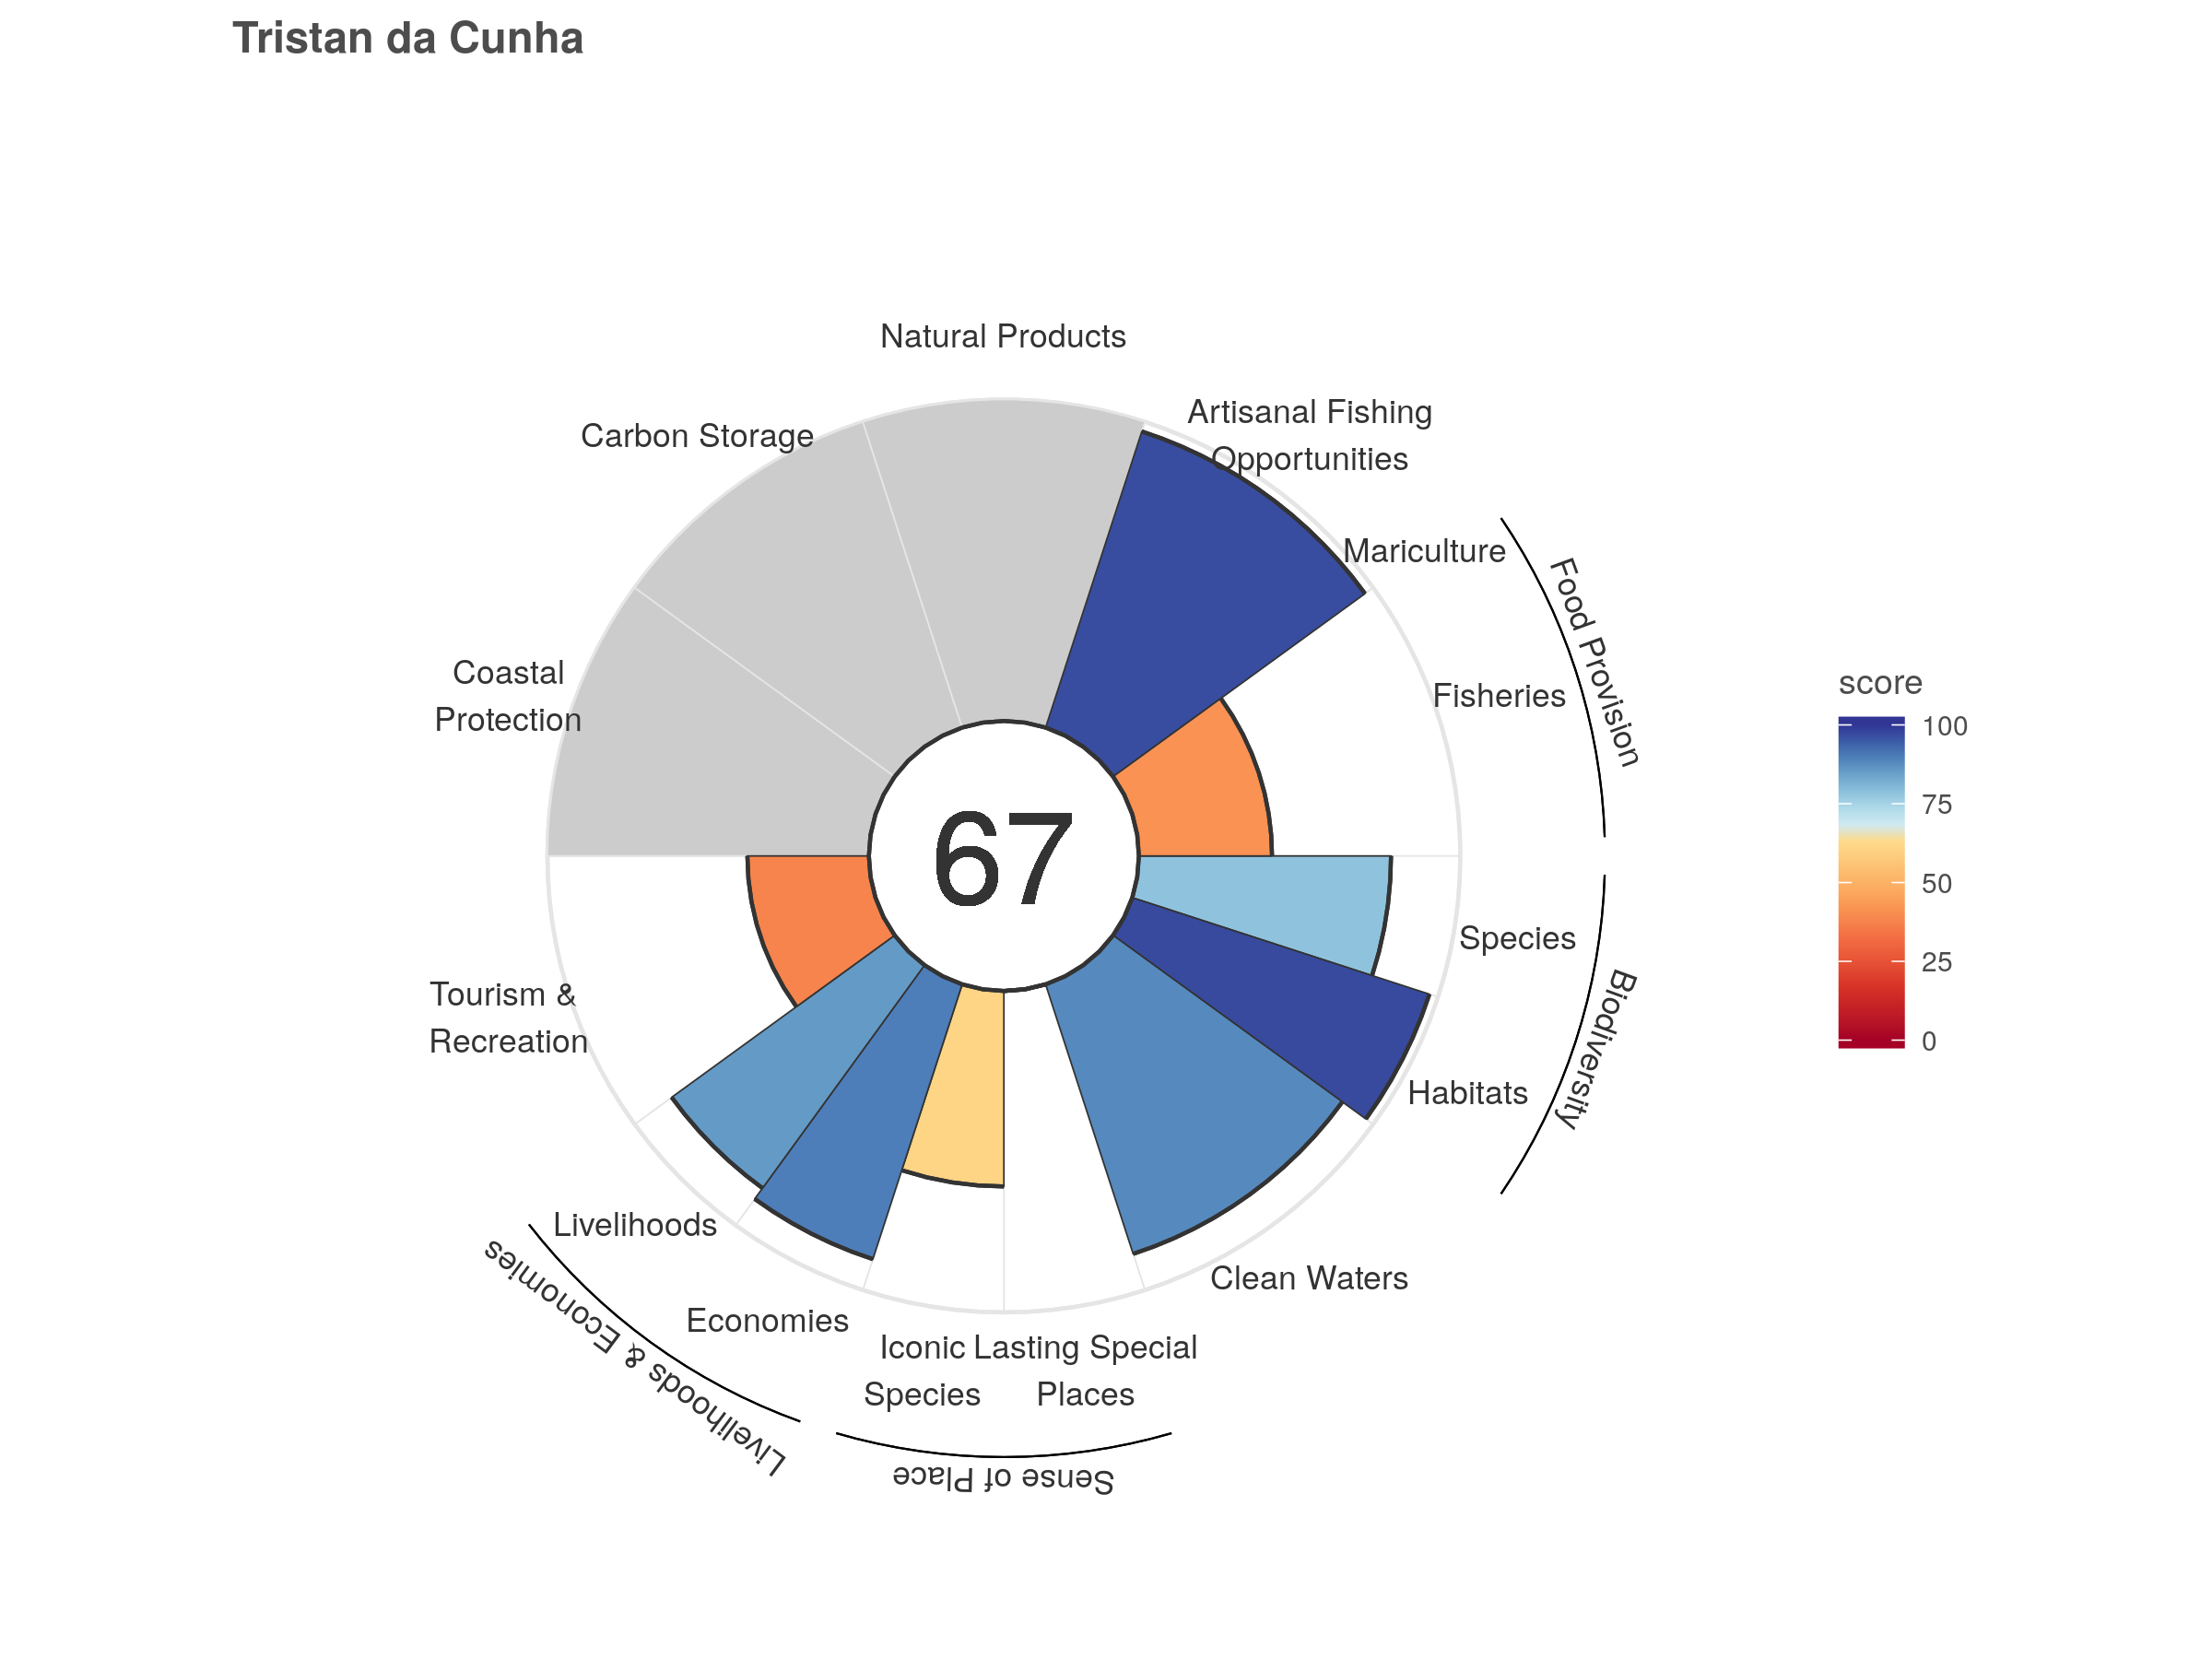 Tristan da Cunha
Natural Products
Artisanal Fishing
Opportunities
Carbon Storage
Mariculture
Food Provision
Fisheries
Coastal
Protection
67
Species
Biodiversity
Habitats
Tourism &
Recreation
Clean Waters
Livelihoods
Economies
Livelihoods & Economies
Iconic
Species
Lasting Special
Places
Sense of Place
score
100
75
50
25
0